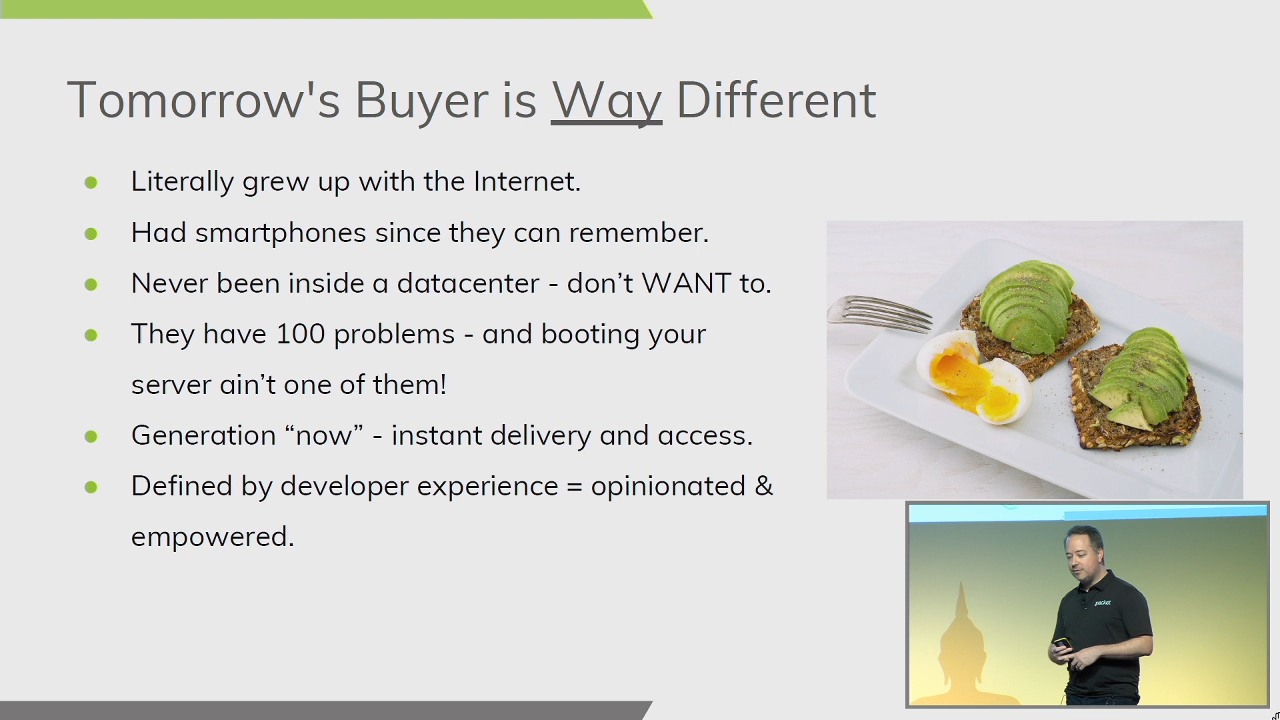 Tomorrow's Buyer is Way Different
Literally grew up with the Internet.
Had smartphones since they can remember.
Never been inside a datacenter - don’t WANT to.
They have 100 problems - and booting your
server ain’t one of them!
Generation “now” - instant delivery and access.
Defined by developer experience = opinionated &
empowered.
packet